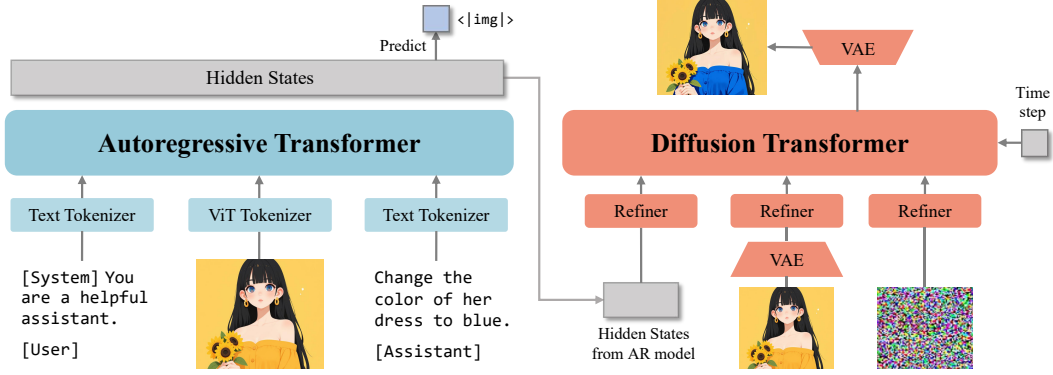 <|img|>
Predict
Hidden States
Autoregressive Transformer
Text Tokenizer
ViT Tokenizer
Text Tokenizer
[System] You
are a helpful
assistant.
[User]
Change the
color of her
dress to blue.
[Assistant]
VAE
Time
step
Diffusion Transformer
Refiner
Refiner
Refiner
VAE
Hidden States
from AR model